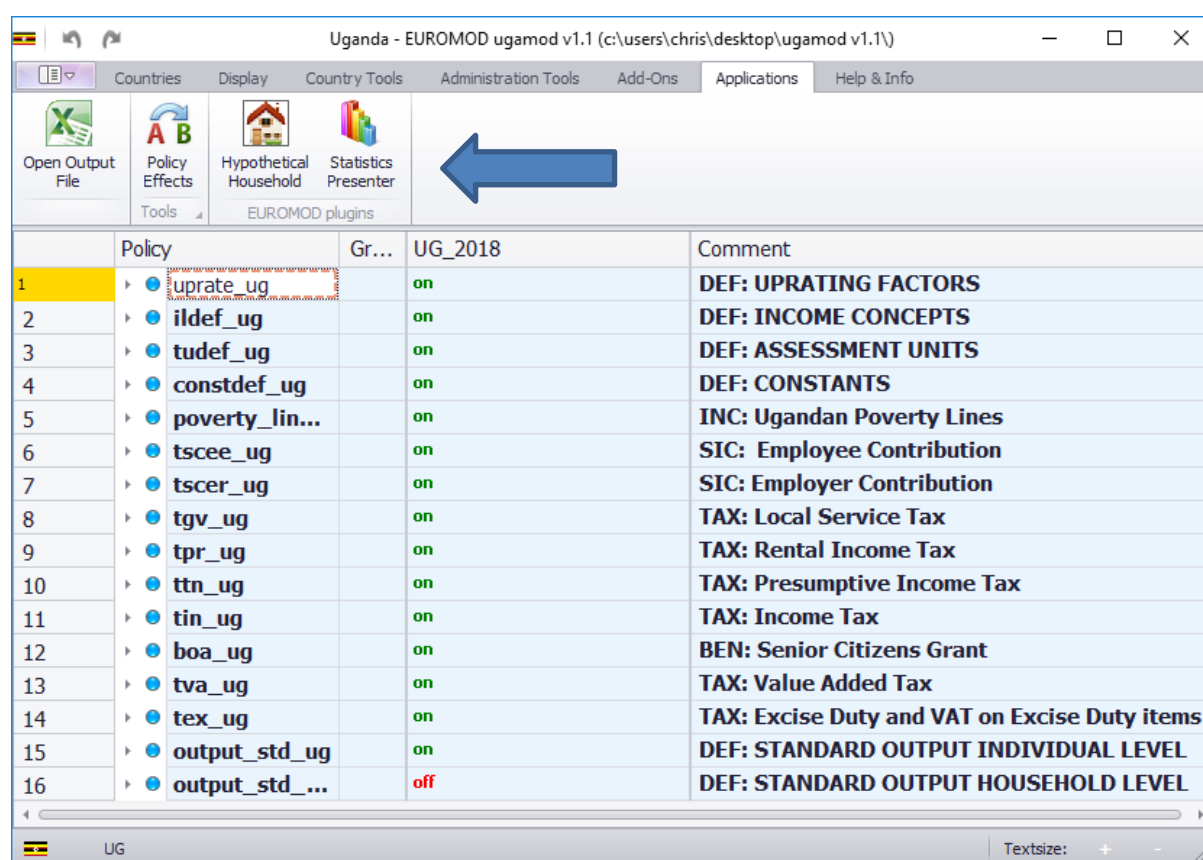 Uganda - EUROMOD ugamod v1.1 (c:\users\chris\desktop\ugamod v1.1\)
Countries Display Country Tools Administration Tools Add-Ons Applications Help & Info
Open Output File
Policy Effects
Hypothetical Household
Statistics Presenter
Tools EUROMOD plugins
Policy Gr... UG_2018 Comment
1 uprate_ug on DEF: UPRATING FACTORS
2 ildef_ug on DEF: INCOME CONCEPTS
3 tudef_ug on DEF: ASSESSMENT UNITS
4 constdef_ug on DEF: CONSTANTS
5 poverty_lin... on INC: Ugandan Poverty Lines
6 tscee_ug on SIC: Employee Contribution
7 tscer_ug on SIC: Employer Contribution
8 tgv_ug on TAX: Local Service Tax
9 tpr_ug on TAX: Rental Income Tax
10 ttn_ug on TAX: Presumptive Income Tax
11 tin_ug on TAX: Income Tax
12 boa_ug on BEN: Senior Citizens Grant
13 tva_ug on TAX: Value Added Tax
14 tex_ug on TAX: Excise Duty and VAT on Excise Duty items
15 output_std_ug on DEF: STANDARD OUTPUT INDIVIDUAL LEVEL
16 output_std_... off DEF: STANDARD OUTPUT HOUSEHOLD LEVEL
UG Textsize: + -